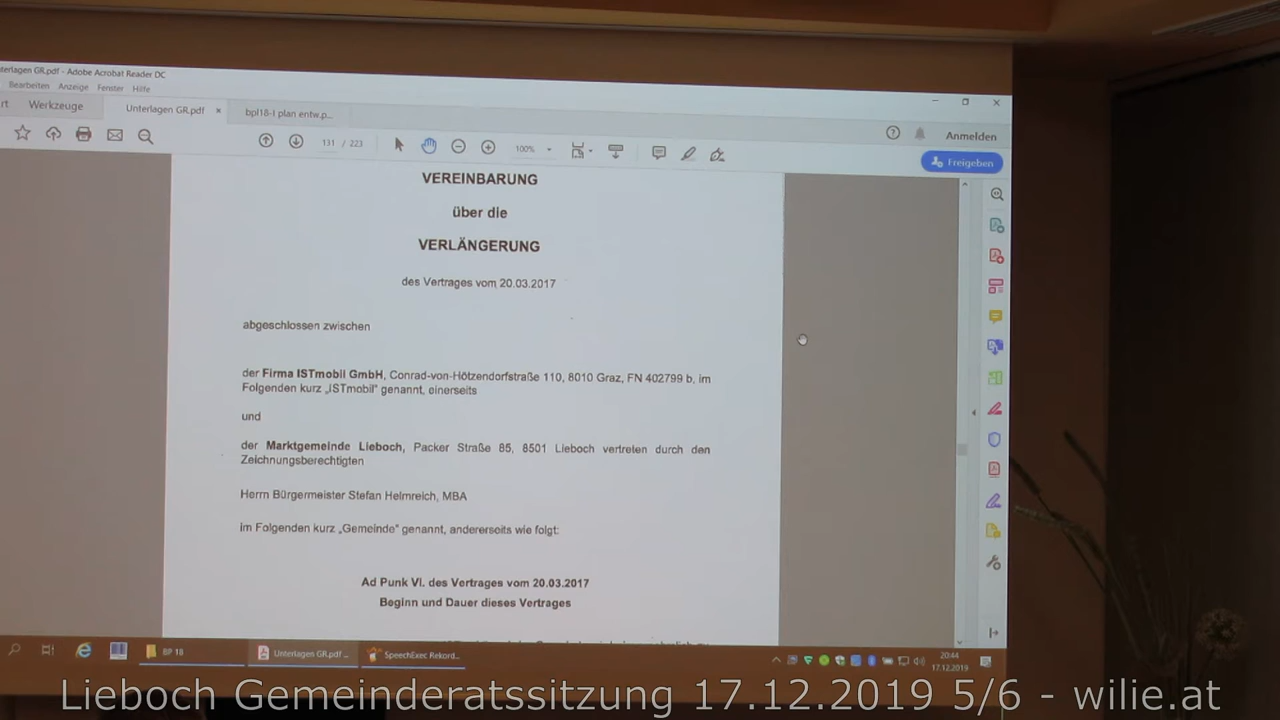 nterlagen GR.pdf - Adobe Acrobat Reader DC
Bearbeiten Anzeige Fenster Hilfe
rt Werkzeuge Unterlagen GR.pdf × bpl18-I plan entw.p...
131 / 223 100% Anmelden
Freigeben
VEREINBARUNG
über die
VERLÄNGERUNG
des Vertrages vom 20.03.2017
abgeschlossen zwischen
der Firma ISTmobil GmbH, Conrad-von-Hötzendorfstraße 110, 8010 Graz, FN 402799 b, im
Folgenden kurz „ISTmobil" genannt, einerseits
und
der Marktgemeinde Lieboch, Packer Straße 85, 8501 Lieboch vertreten durch den
Zeichnungsberechtigten
Herrn Bürgermeister Stefan Helmreich, MBA
im Folgenden kurz „Gemeinde" genannt, andererseits wie folgt:
Ad Punk VI. des Vertrages vom 20.03.2017
Beginn und Dauer dieses Vertrages
BP 18 Unterlagen GR.pdf ... SpeechExec Rekord... 20:44
17.12.2019
Lieboch Gemeinderatssitzung 17.12.2019 5/6 - wilie.at